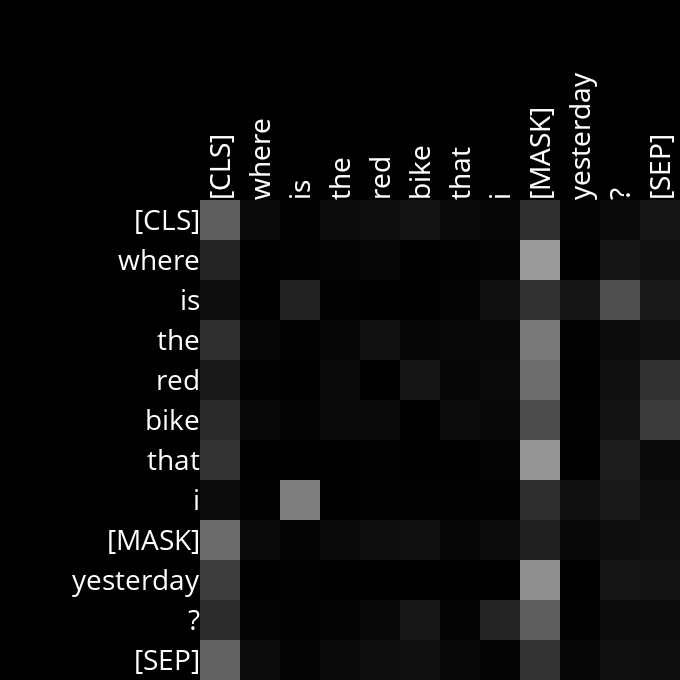 [CLS]
where
is
the
red
bike
that
i
[MASK]
yesterday
?
[SEP]
[CLS]
where
is
the
red
bike
that
i
[MASK]
yesterday
?
[SEP]